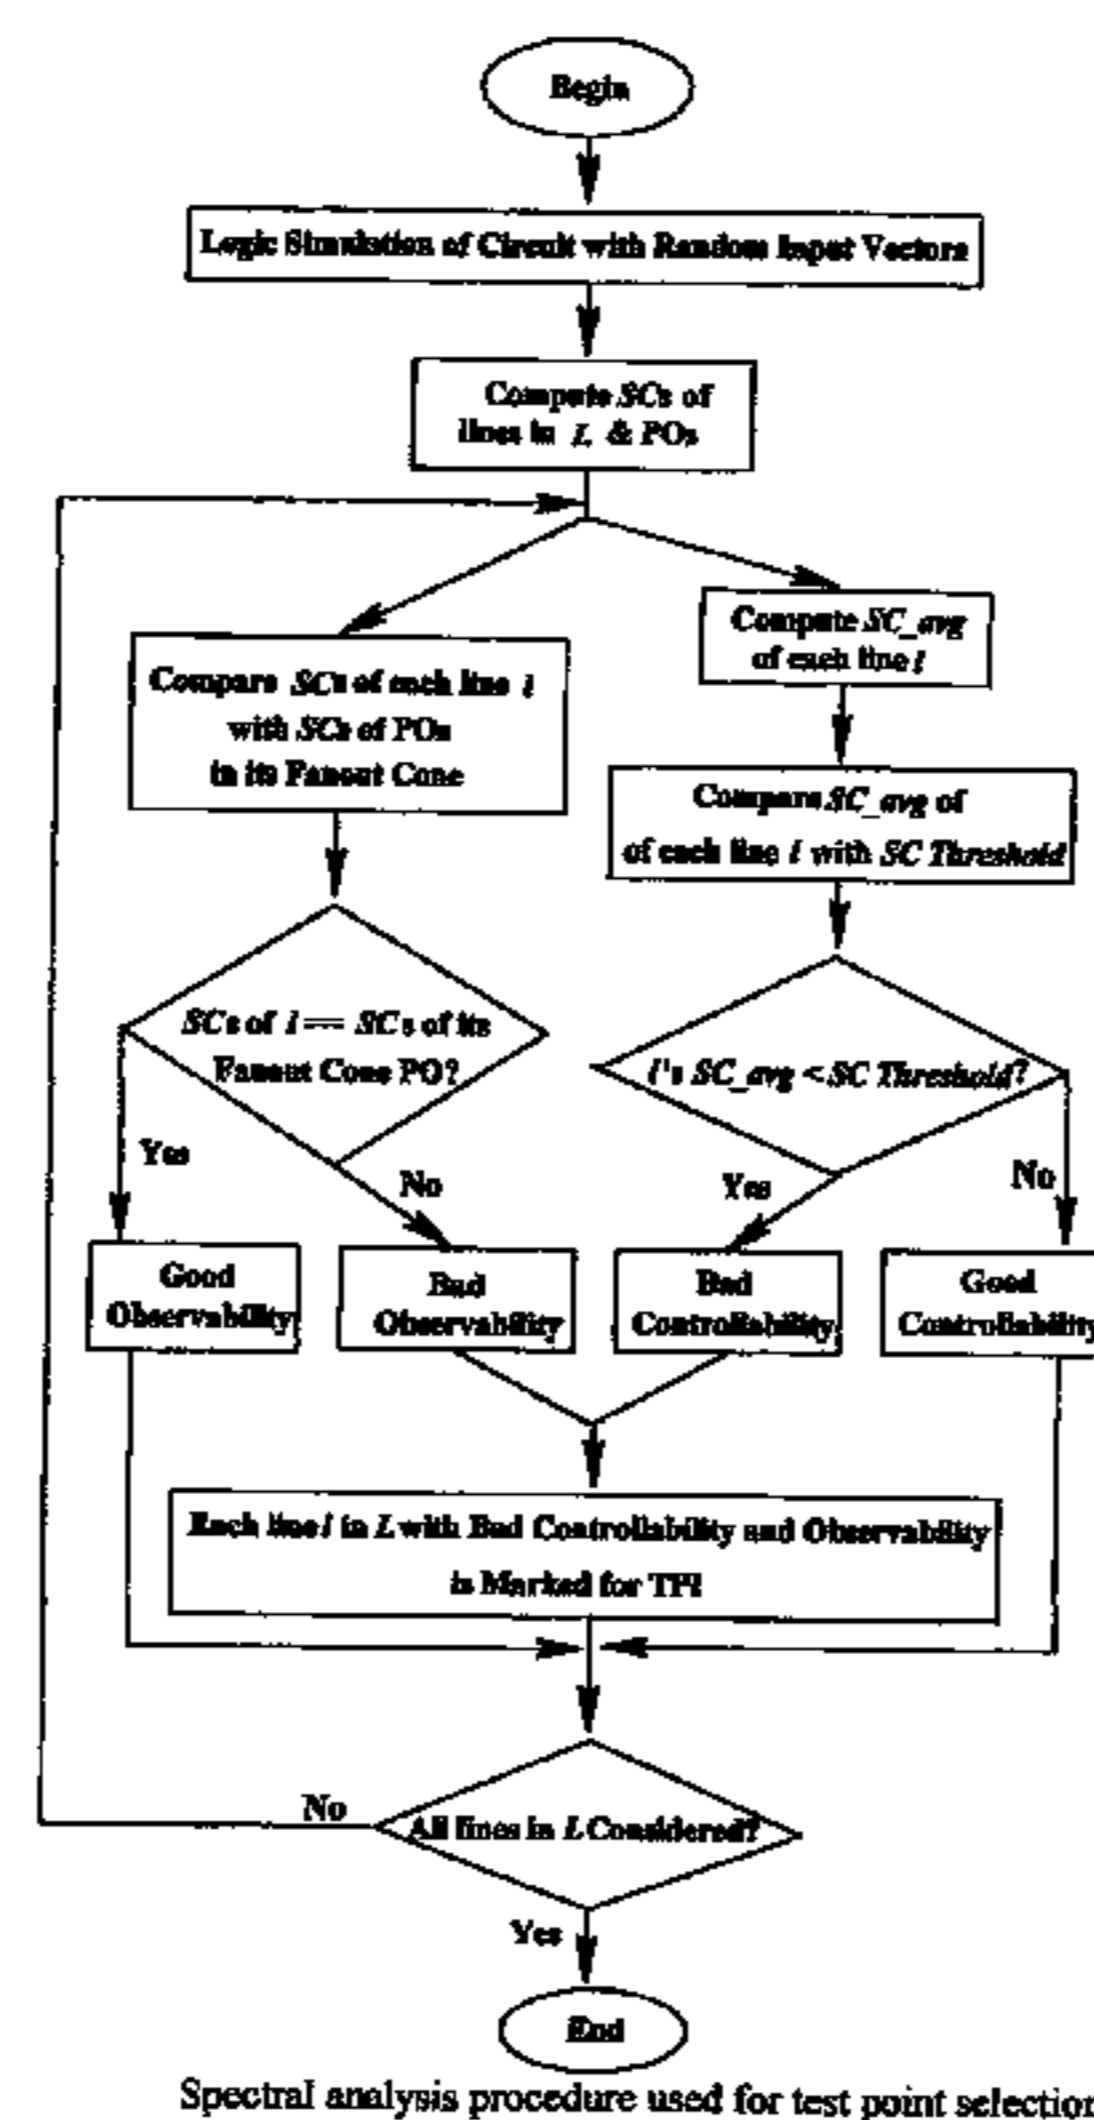 Begin
Logic Simulation of Circuit with Random Input Vectors
Compute SCs of
lines in L & POs
Compute SC_avg
of each line l
Compare SCs of each line l
with SCs of POs
in its Fanout Cone
Compare SC_avg of
of each line l with SC Threshold
SCs of l == SCs of its
Fanout Cone PO?
l's SC_avg < SC Threshold?
Yes
No
Yes
No
Good
Observability
Bad
Observability
Bad
Controllability
Good
Controllability
Each line l in L with Bad Controllability and Observability
is Marked for TPI
No
All lines in L Considered?
Yes
End
Spectral analysis procedure used for test point selection